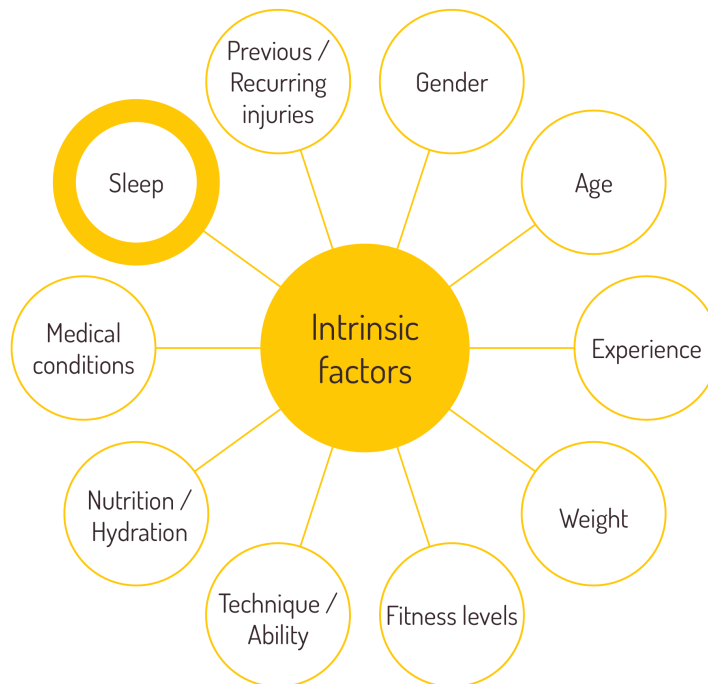 Previous /
Recurring
injuries
Gender
Sleep
Age
Medical
conditions
Intrinsic
factors
Experience
Nutrition /
Hydration
Weight
Technique /
Ability
Fitness levels